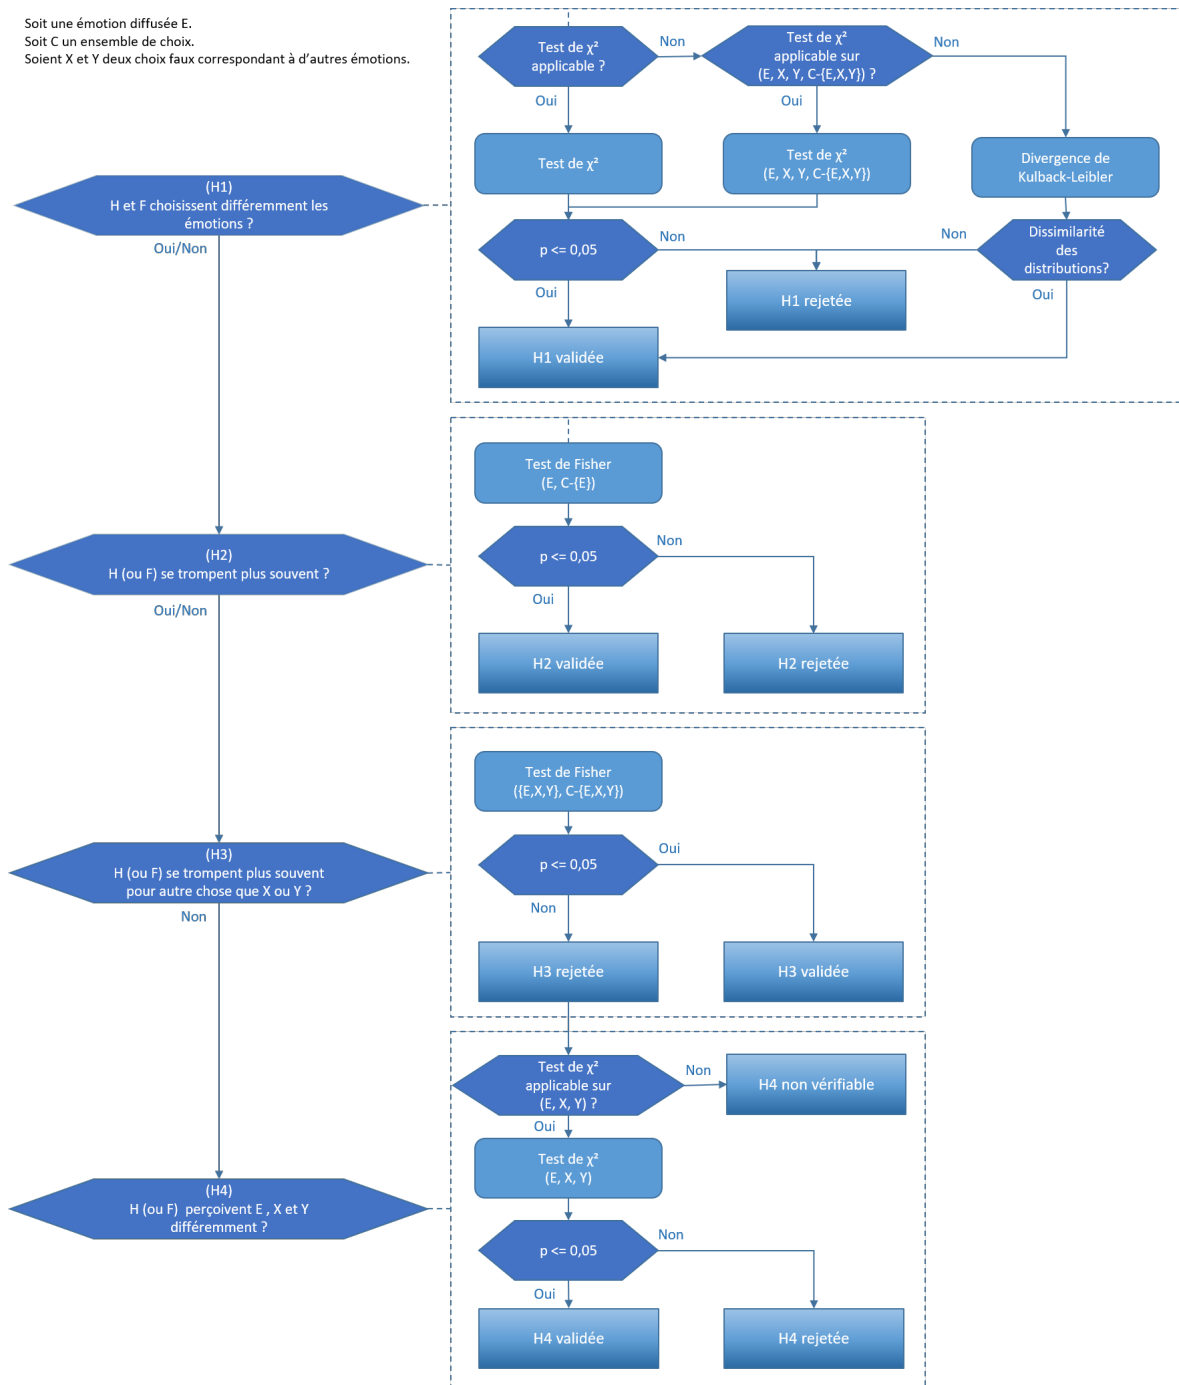 Soit une émotion diffusée E.
Soit C un ensemble de choix.
Soient X et Y deux choix faux correspondant à d'autres émotions.
Test de χ²
applicable ?
Non
Test de χ²
applicable sur
(E, X, Y, C-{E,X,Y}) ?
Non
Oui
Oui
Test de χ²
Test de χ²
(E, X, Y, C-{E,X,Y})
Divergence de
Kulback-Leibler
(H1)
H et F choisissent différemment les
émotions ?
Oui/Non
p <= 0,05
Non
Non
Dissimilarité
des
distributions?
Oui
H1 rejetée
Oui
H1 validée
Test de Fisher
(E, C-{E})
(H2)
H (ou F) se trompent plus souvent ?
Oui/Non
p <= 0,05
Non
Oui
H2 validée
H2 rejetée
Test de Fisher
({E,X,Y}, C-{E,X,Y})
(H3)
H (ou F) se trompent plus souvent
pour autre chose que X ou Y ?
Non
p <= 0,05
Oui
Non
H3 rejetée
H3 validée
Test de χ²
applicable sur
(E, X, Y) ?
Non
H4 non vérifiable
Oui
Test de χ²
(E, X, Y)
(H4)
H (ou F)  perçoivent E , X et Y
différemment ?
p <= 0,05
Non
Oui
H4 validée
H4 rejetée